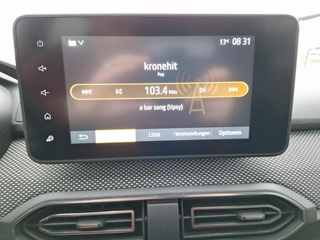 13°C 08 31
kronehit
Pop
103.4 MHz
a bar song (tipsy)
Liste Voreinstellungen Optionen